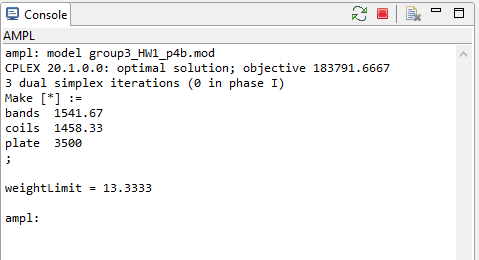 Console
AMPL
ampl: model group3_HW1_p4b.mod
CPLEX 20.1.0.0: optimal solution; objective 183791.6667
3 dual simplex iterations (0 in phase I)
Make [*] :=
bands  1541.67
coils  1458.33
plate  3500
;
weightLimit = 13.3333
ampl: